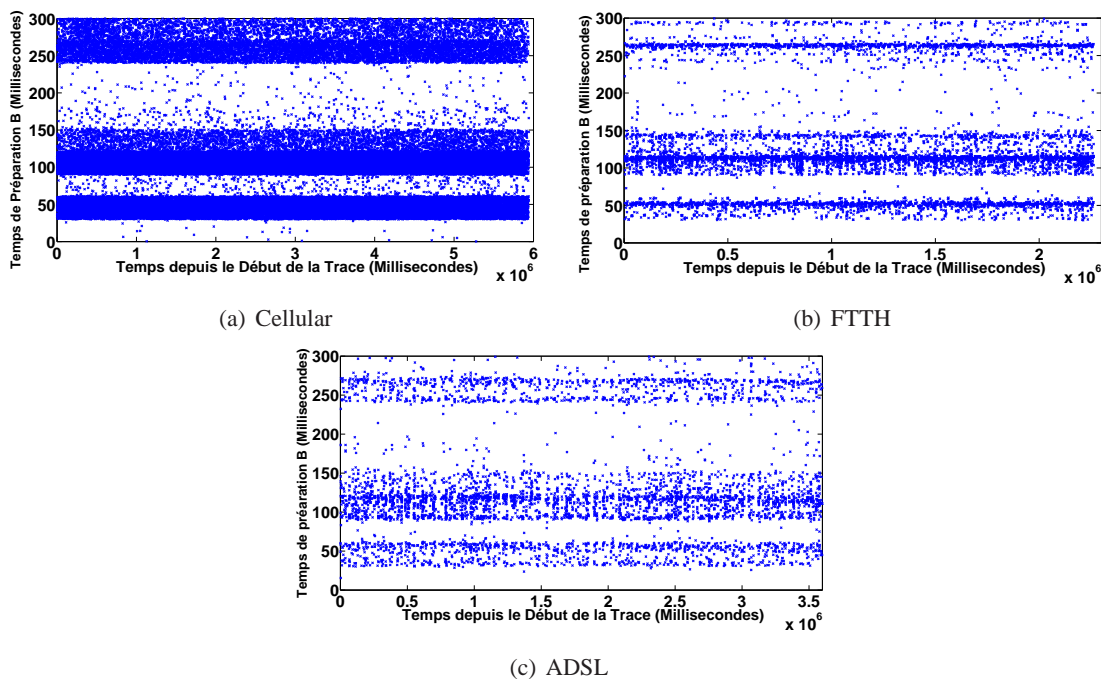 300
250
200
150
100
50
0
Temps de Préparation B (Millisecondes)
0 1 2 3 4 5 6
Temps depuis le Début de la Trace (Millisecondes)
x 10^6
(a) Cellular
300
250
200
150
100
50
0
Temps de préparation B (Millisecondes)
0 0.5 1 1.5 2
Temps depuis le Début de la Trace (Millisecondes)
x 10^6
(b) FTTH
300
250
200
150
100
50
0
Temps de préaration B (Millisecondes)
0 0.5 1 1.5 2 2.5 3 3.5
Temps depuis le Début de la Trace (Millisecondes)
x 10^6
(c) ADSL